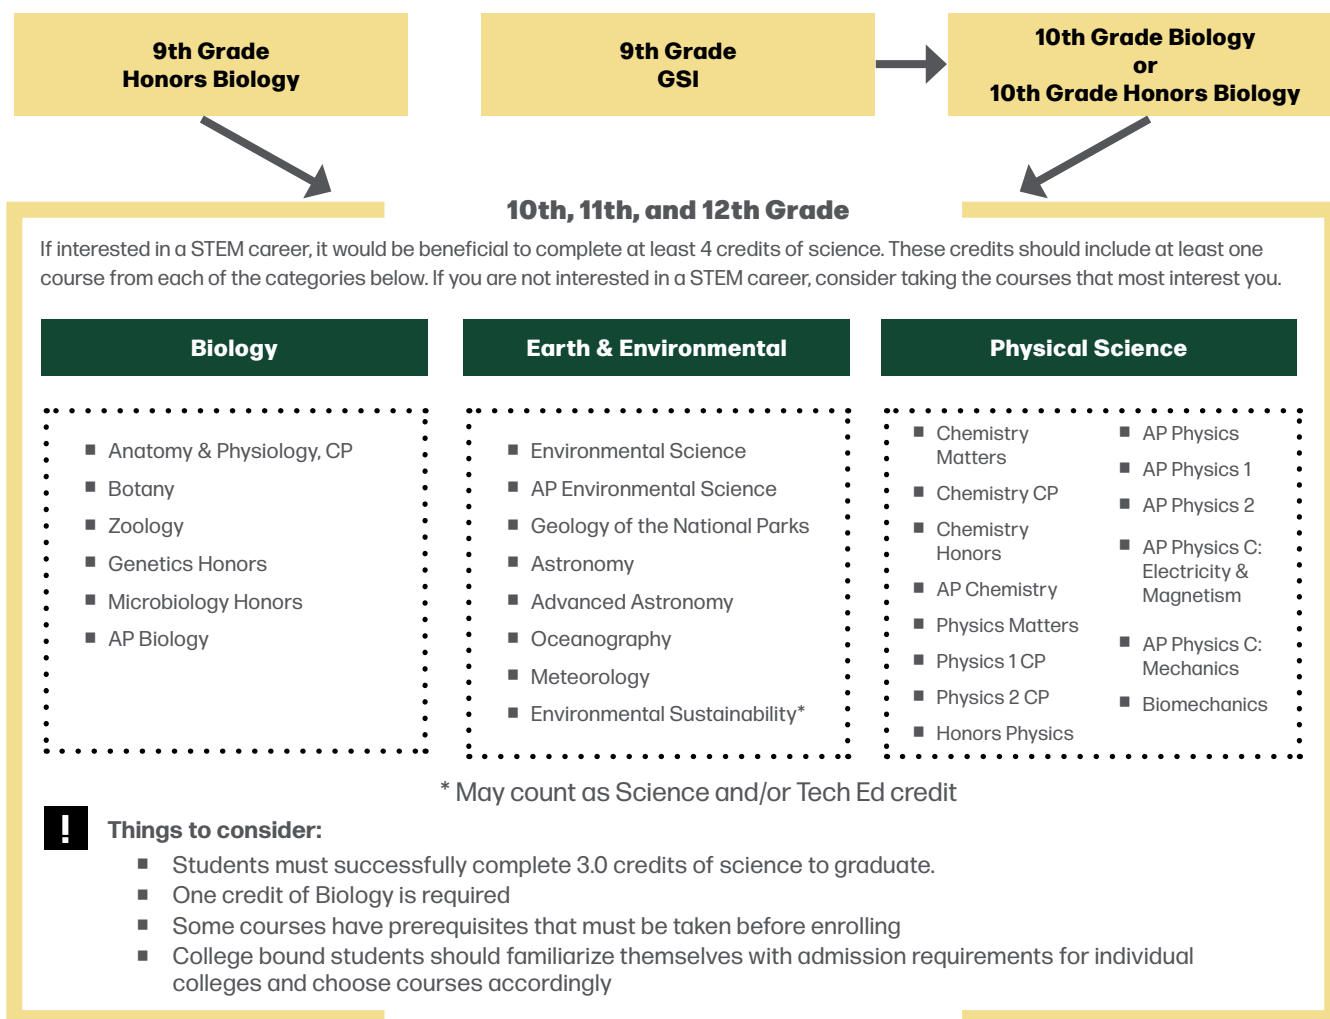 9th Grade
Honors Biology
9th Grade
GSI
10th Grade Biology
or
10th Grade Honors Biology
10th, 11th, and 12th Grade
If interested in a STEM career, it would be beneficial to complete at least 4 credits of science. These credits should include at least one
course from each of the categories below. If you are not interested in a STEM career, consider taking the courses that most interest you.
Biology
Anatomy & Physiology, CP
Botany
Zoology
Genetics Honors
Microbiology Honors
AP Biology
Earth & Environmental
Environmental Science
AP Environmental Science
Geology of the National Parks
Astronomy
Advanced Astronomy
Oceanography
Meteorology
Environmental Sustainability*
Physical Science
Chemistry
Matters
Chemistry CP
Chemistry
Honors
AP Chemistry
Physics Matters
Physics 1 CP
Physics 2 CP
Honors Physics
AP Physics
AP Physics 1
AP Physics 2
AP Physics C:
Electricity &
Magnetism
AP Physics C:
Mechanics
Biomechanics
* May count as Science and/or Tech Ed credit
!
Things to consider:
Students must successfully complete 3.0 credits of science to graduate.
One credit of Biology is required
Some courses have prerequisites that must be taken before enrolling
College bound students should familiarize themselves with admission requirements for individual
colleges and choose courses accordingly